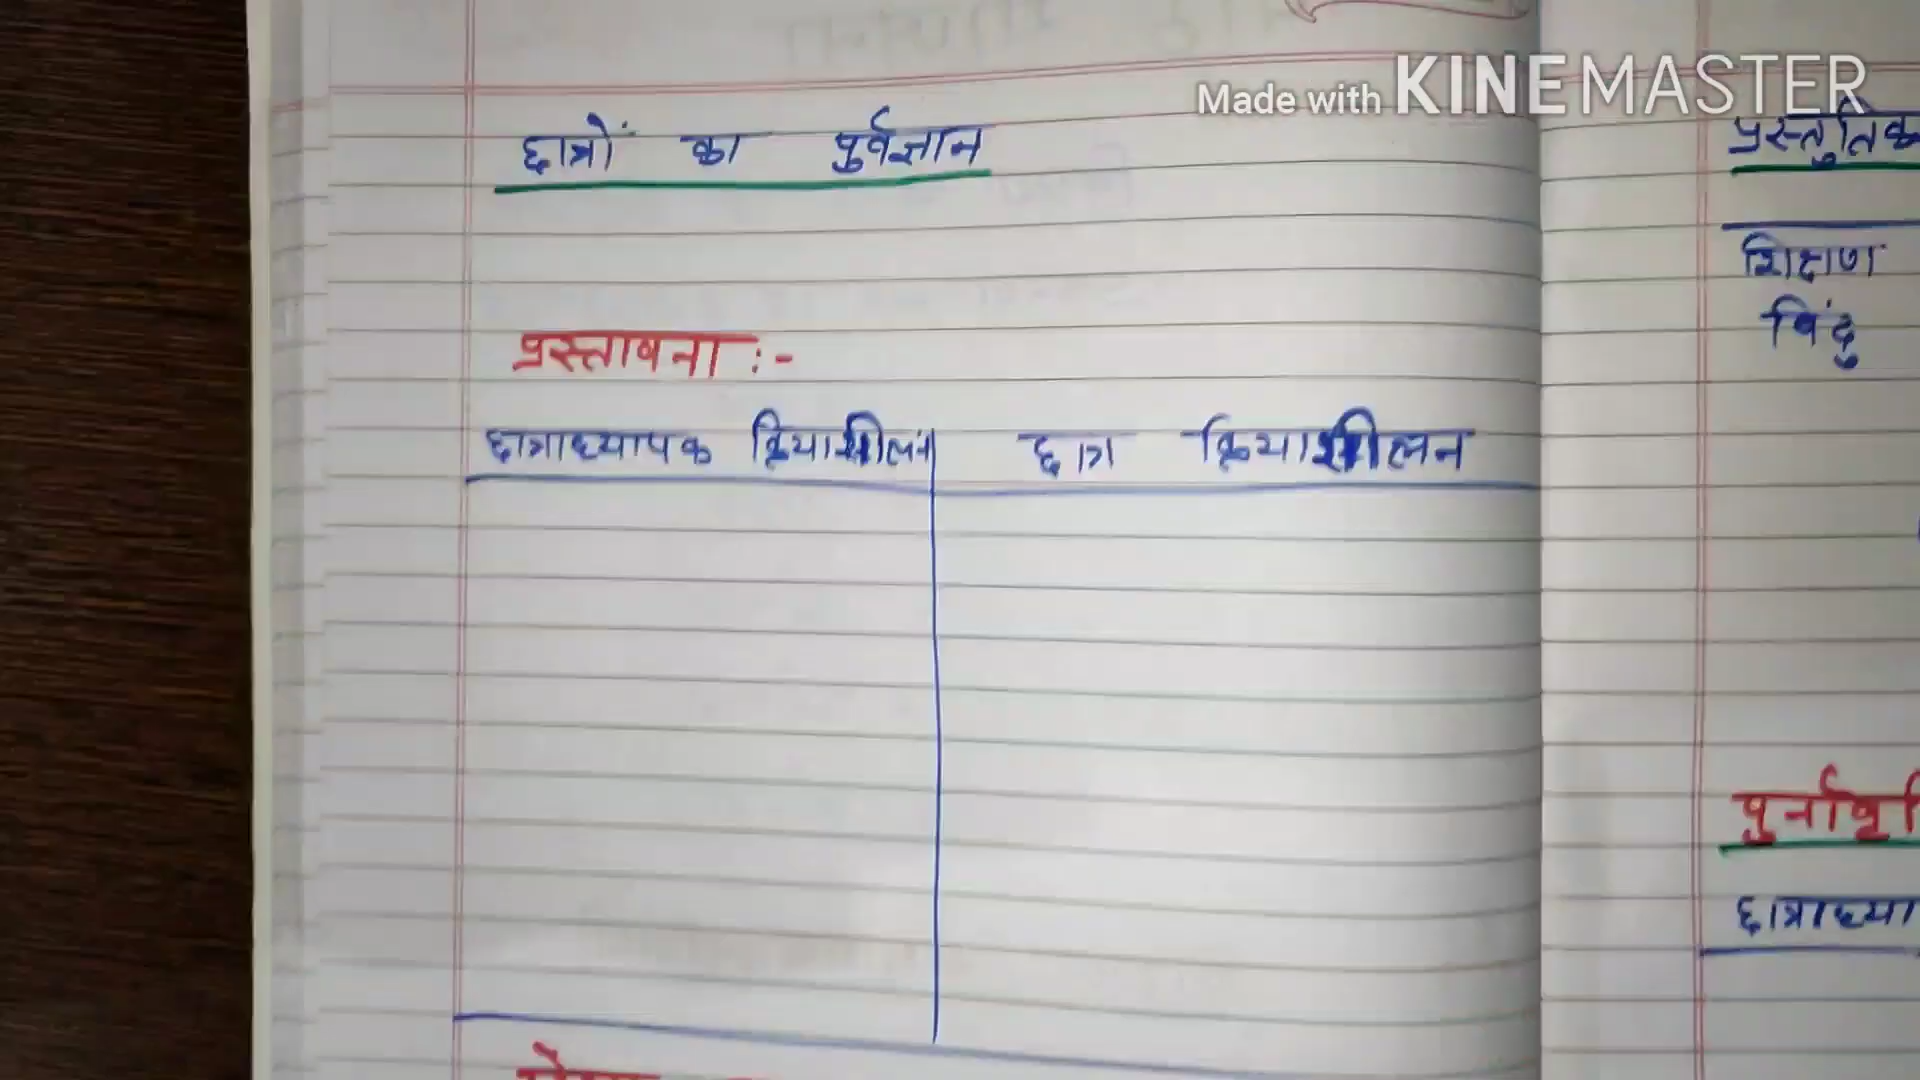 Made with KINEMASTER
छात्रों का पुर्वज्ञान
प्रस्तावना :-
छात्राध्यापक क्रियाशीलन छात्र क्रियाशीलन
शिक्षण
बिंदु